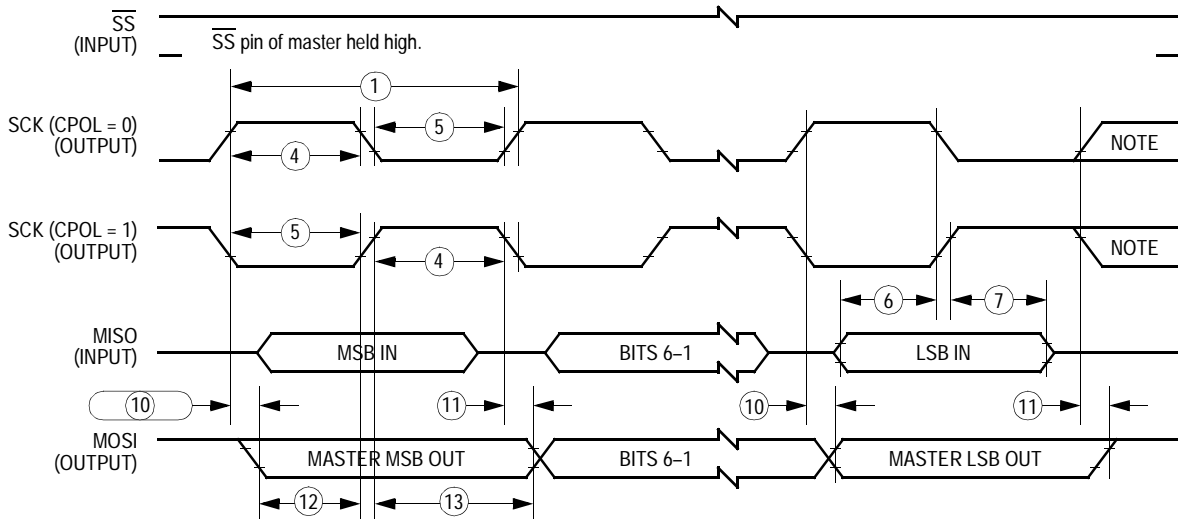 SS
(INPUT)
SS pin of master held high.
1
SCK (CPOL = 0)
(OUTPUT)
5
4
NOTE
SCK (CPOL = 1)
(OUTPUT)
5
4
NOTE
6
7
MISO
(INPUT)
MSB IN
BITS 6–1
LSB IN
10
11
10
11
MOSI
(OUTPUT)
MASTER MSB OUT
BITS 6–1
MASTER LSB OUT
12
13